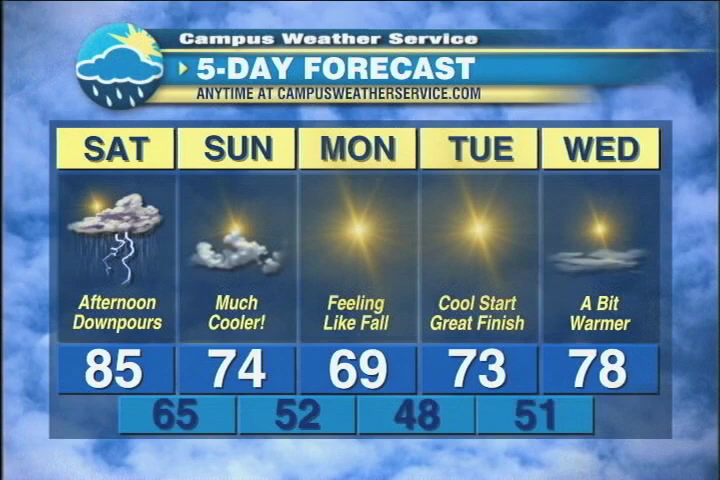 Campus Weather Service
5-DAY FORECAST
ANYTIME AT CAMPUSWEATHERSERVICE.COM
SAT SUN MON TUE WED
Afternoon Downpours
Much Cooler!
Feeling Like Fall
Cool Start Great Finish
A Bit Warmer
85 74 69 73 78
65 52 48 51